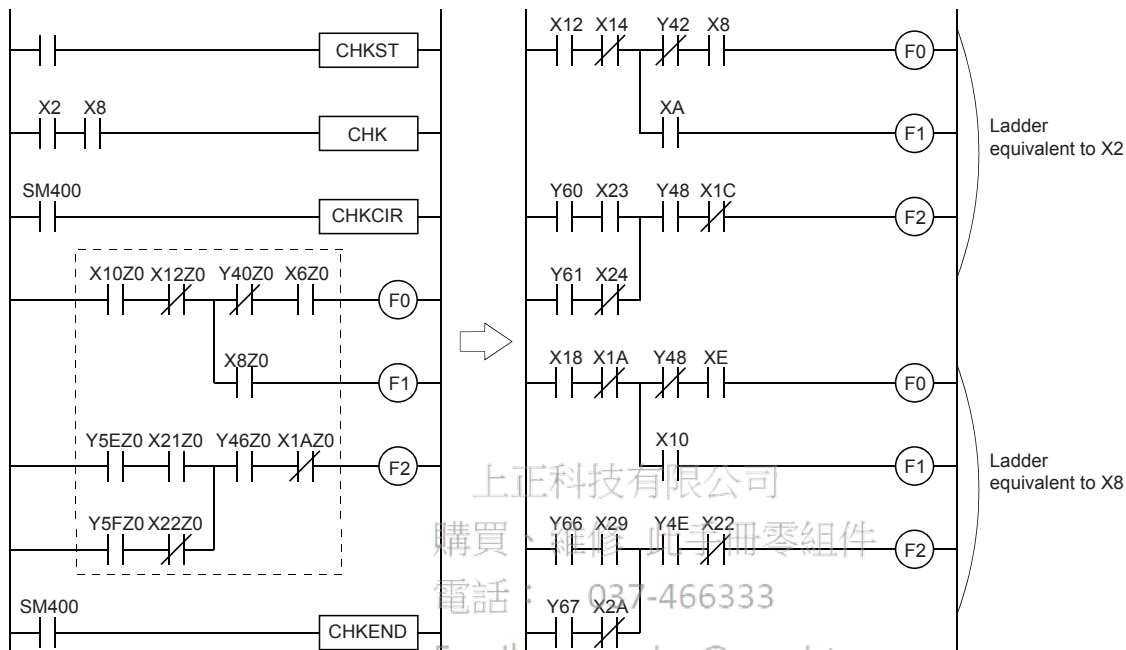 CHKST
X2 X8
CHK
SM400
CHKCIR
X10Z0 X12Z0 Y40Z0 X6Z0
F0
X8Z0
F1
Y5EZ0 X21Z0 Y46Z0 X1AZ0
F2
Y5FZ0 X22Z0
SM400
CHKEND
X12 X14 Y42 X8
F0
XA
F1
Ladder
equivalent to X2
Y60 X23 Y48 X1C
F2
Y61 X24
X18 X1A Y48 XE
F0
X10
F1
Ladder
equivalent to X8
Y66 X29 Y4E X22
F2
Y67 X2A
上正科技有限公司
購買、維修 此手冊零組件
電話: 037-466333